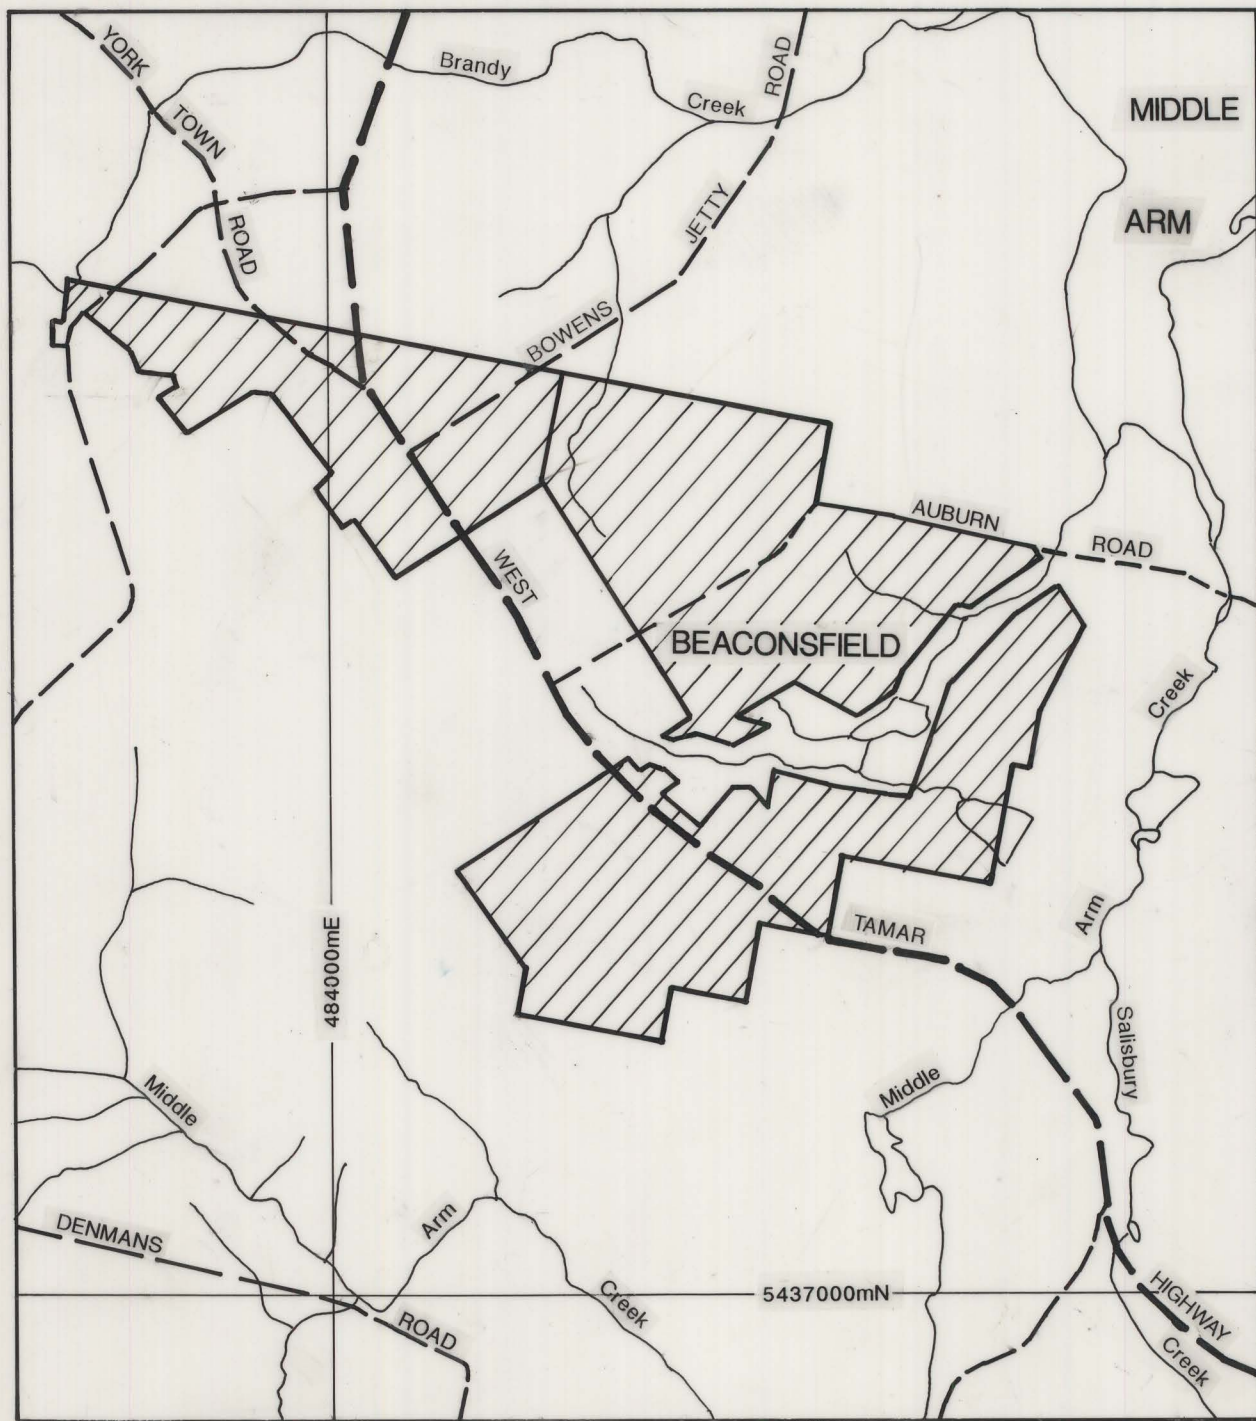 YORK
TOWN
ROAD
Brandy
Creek
ROAD
JETTY
BOWENS
MIDDLE
ARM
AUBURN
ROAD
WEST
BEACONSFIELD
Creek
Arm
484000mE
TAMAR
Salisbury
Middle
Middle
Arm
Creek
DENMANS
ROAD
5437000mN
HIGHWAY
Creek